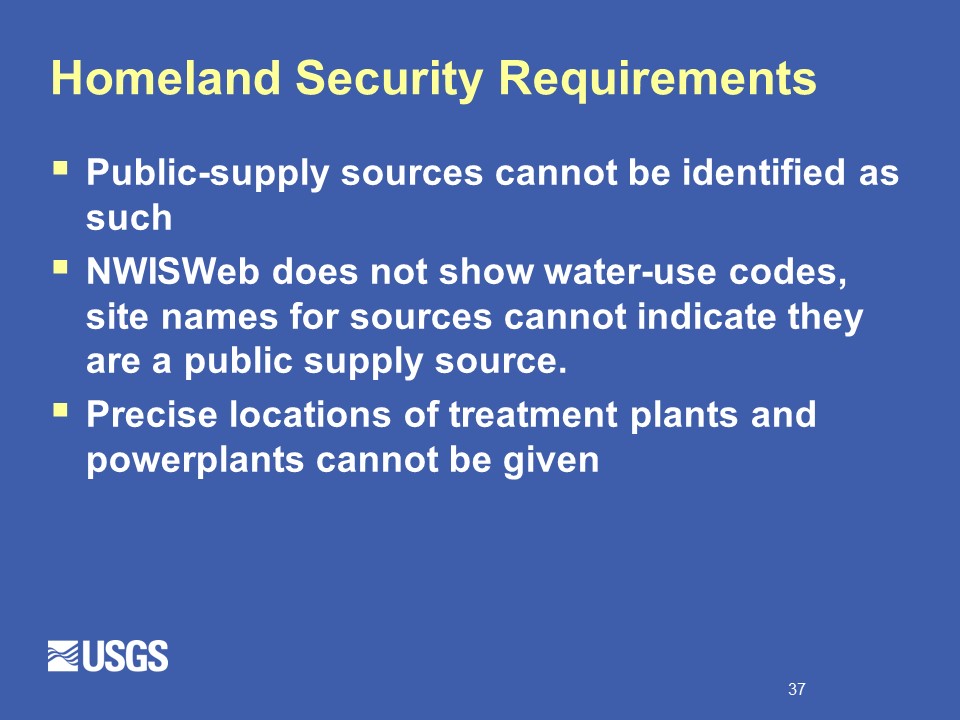 Homeland Security Requirements
▪ Public-supply sources cannot be identified as
such
▪ NWISWeb does not show water-use codes,
site names for sources cannot indicate they
are a public supply source.
▪ Precise locations of treatment plants and
powerplants cannot be given
USGS
37